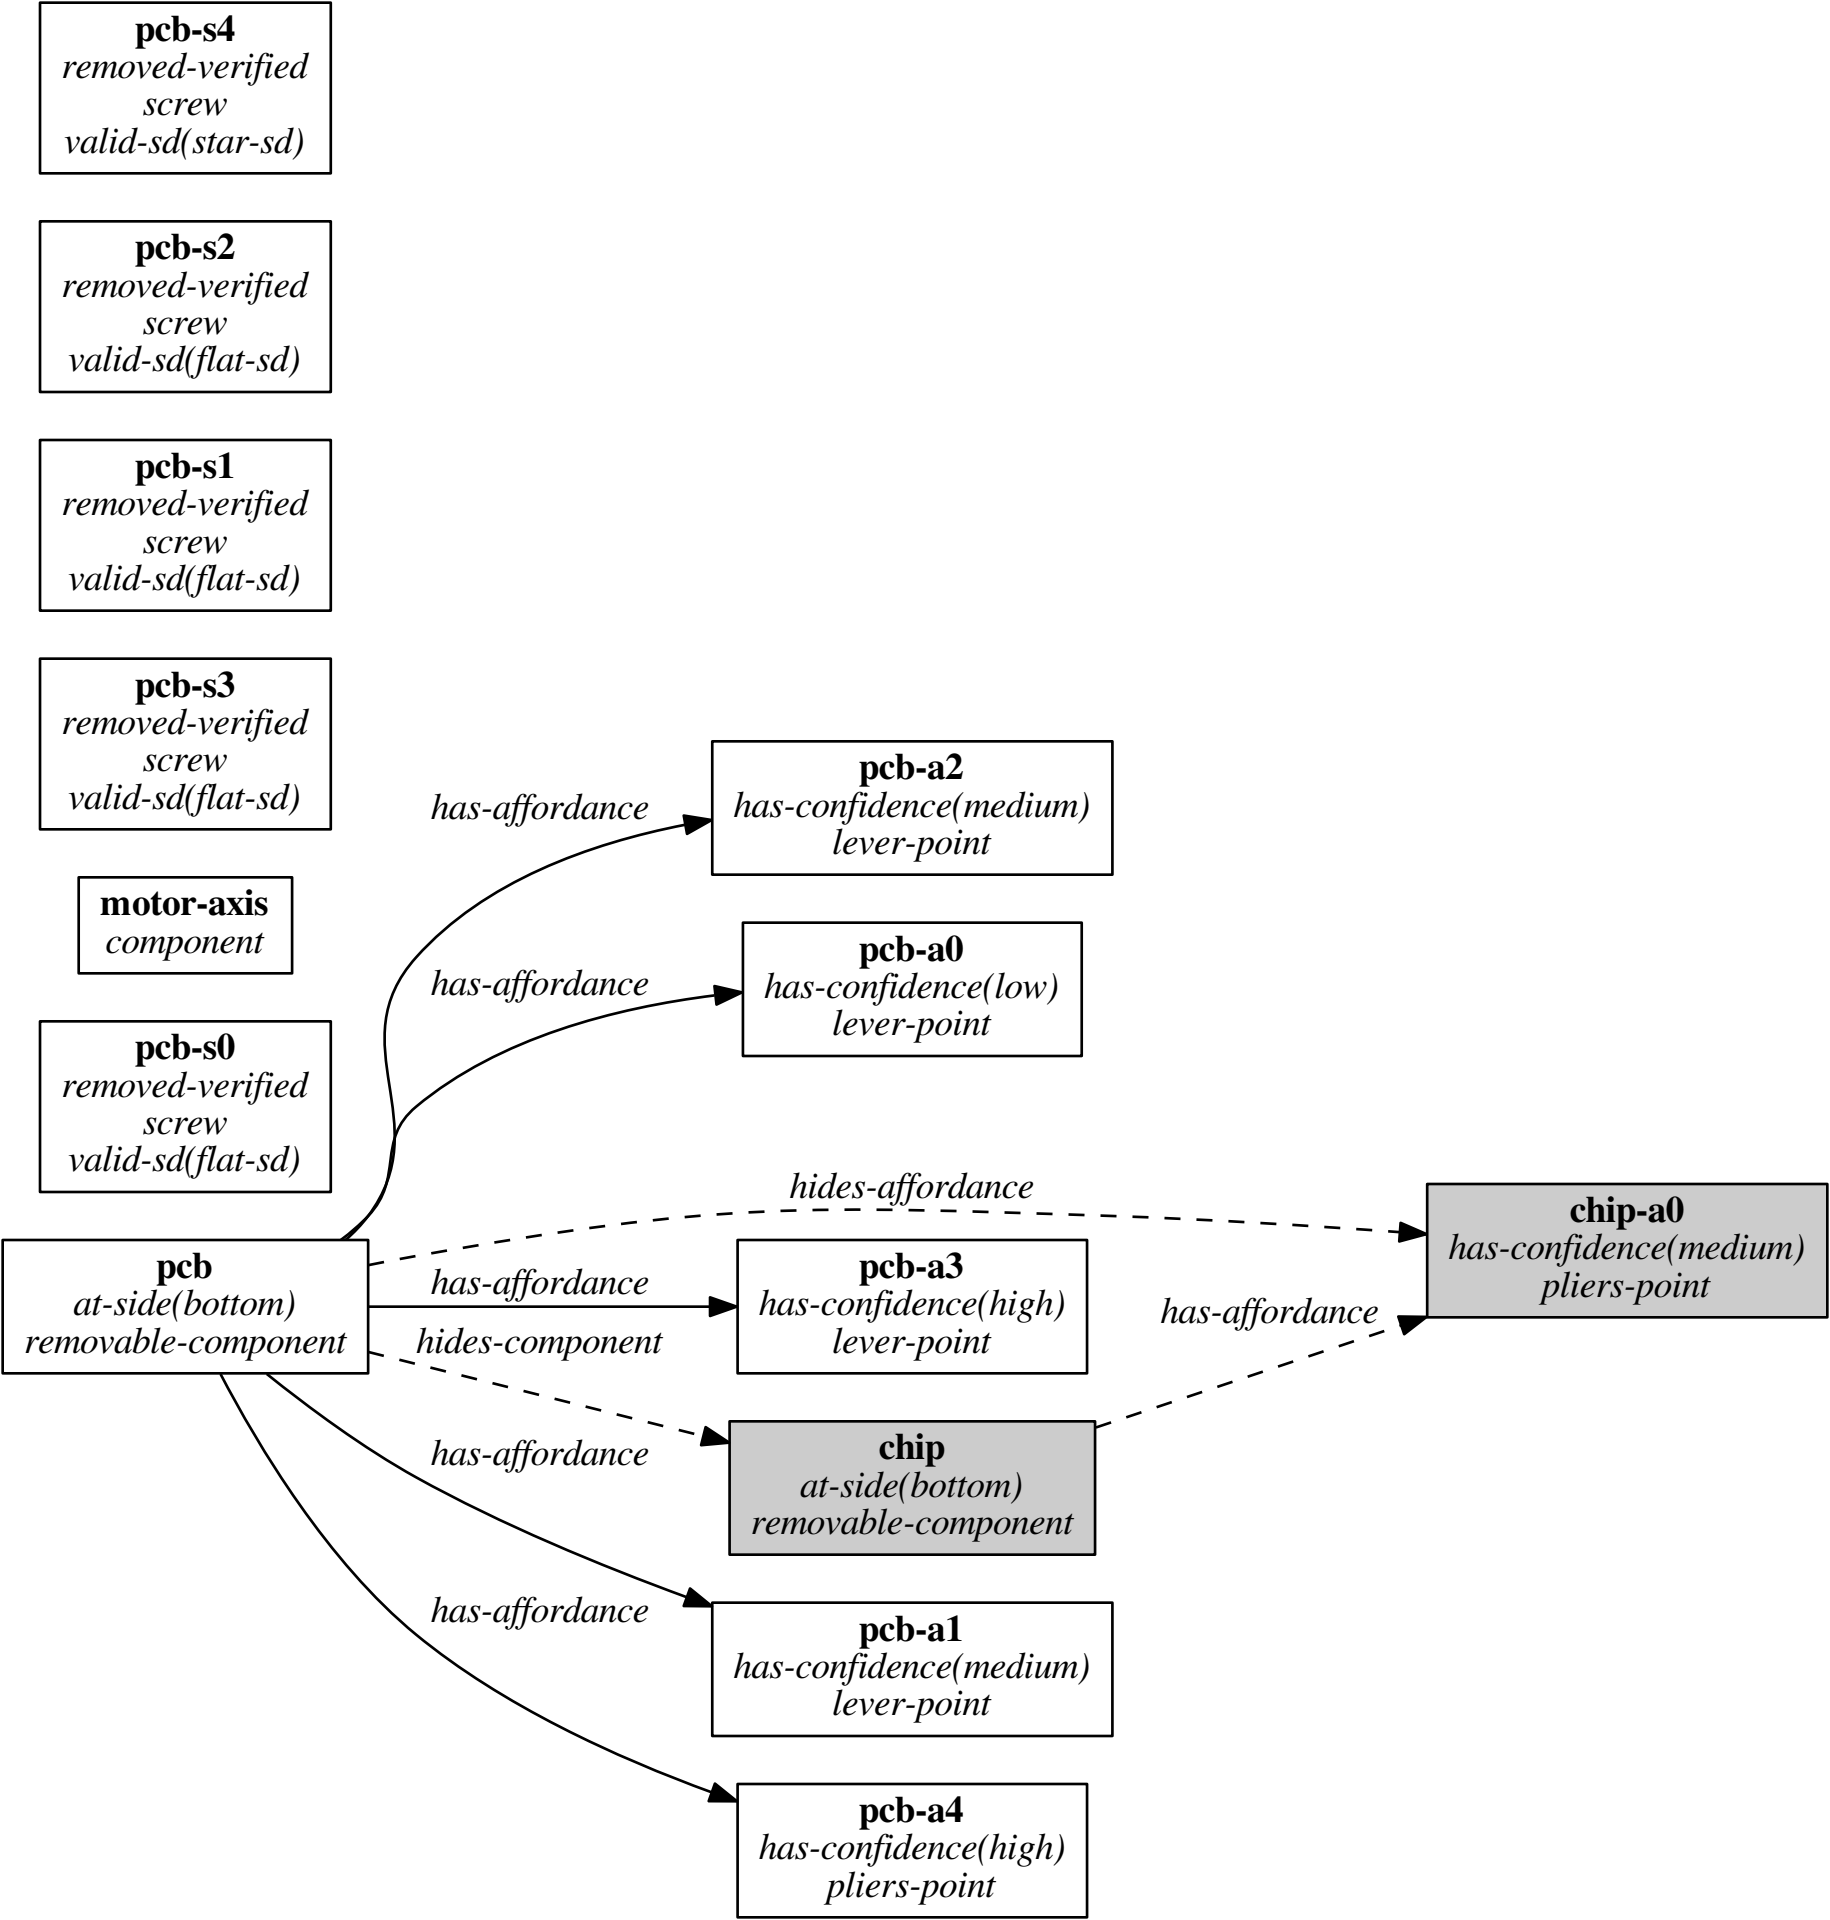 pcb-s4
removed-verified
screw
valid-sd(star-sd)
pcb-s2
removed-verified
screw
valid-sd(flat-sd)
pcb-s1
removed-verified
screw
valid-sd(flat-sd)
pcb-s3
removed-verified
screw
valid-sd(flat-sd)
motor-axis
component
pcb-s0
removed-verified
screw
valid-sd(flat-sd)
pcb
at-side(bottom)
removable-component
has-affordance
has-affordance
hides-affordance
has-affordance
hides-component
has-affordance
has-affordance
pcb-a2
has-confidence(medium)
lever-point
pcb-a0
has-confidence(low)
lever-point
pcb-a3
has-confidence(high)
lever-point
chip
at-side(bottom)
removable-component
pcb-a1
has-confidence(medium)
lever-point
pcb-a4
has-confidence(high)
pliers-point
has-affordance
chip-a0
has-confidence(medium)
pliers-point